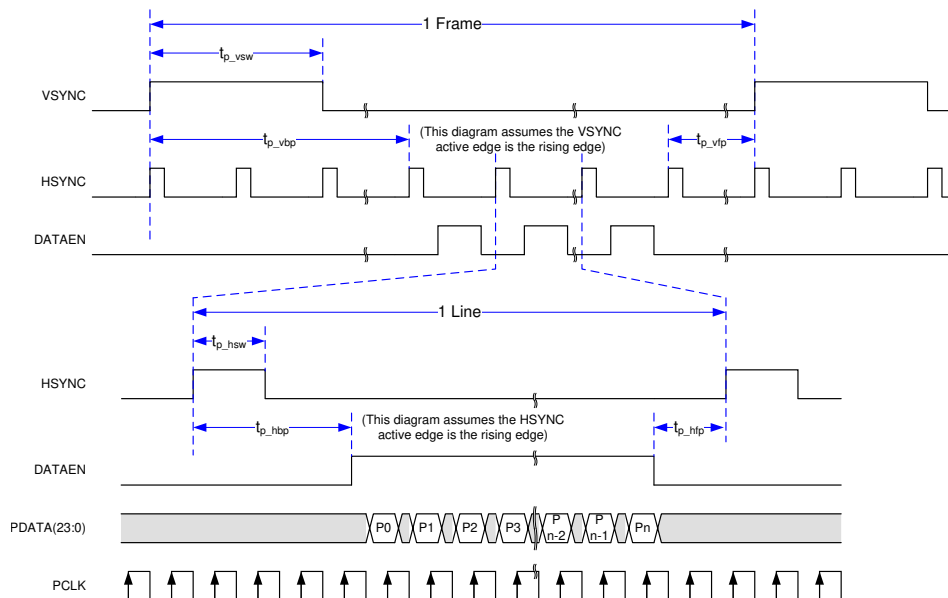 1 Frame
tp_vsw
VSYNC
tp_vbp
(This diagram assumes the VSYNC
active edge is the rising edge)
tp_vfp
HSYNC
DATAEN
1 Line
tp_hsw
HSYNC
tp_hbp
(This diagram assumes the HSYNC
active edge is the rising edge)
tp_hfp
DATAEN
PDATA(23:0)
P0
P1
P2
P3
P
n-2
P
n-1
Pn
PCLK